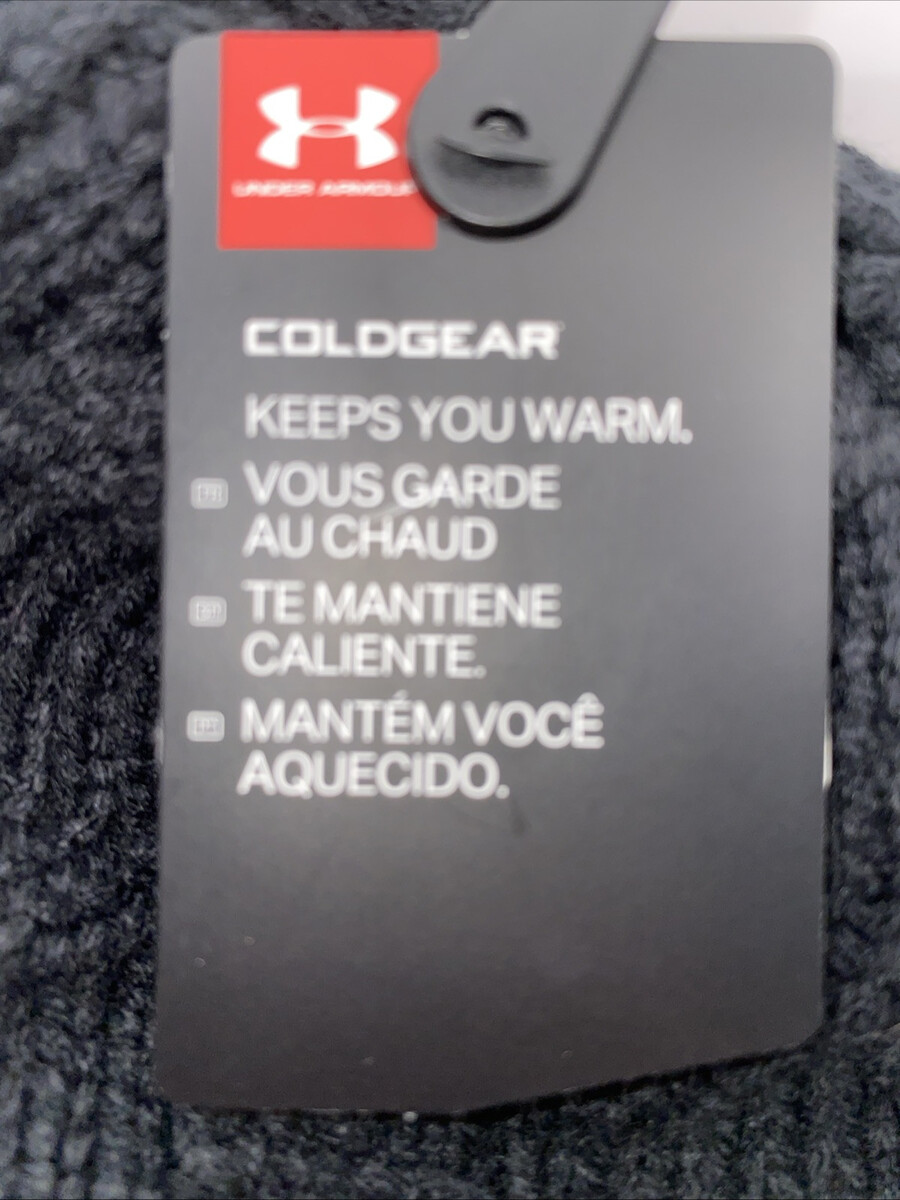 UNDER ARMOUR
COLDGEAR
KEEPS YOU WARM.
VOUS GARDE
AU CHAUD
TE MANTIENE
CALIENTE.
MANTÉM VOCÊ
AQUECIDO.